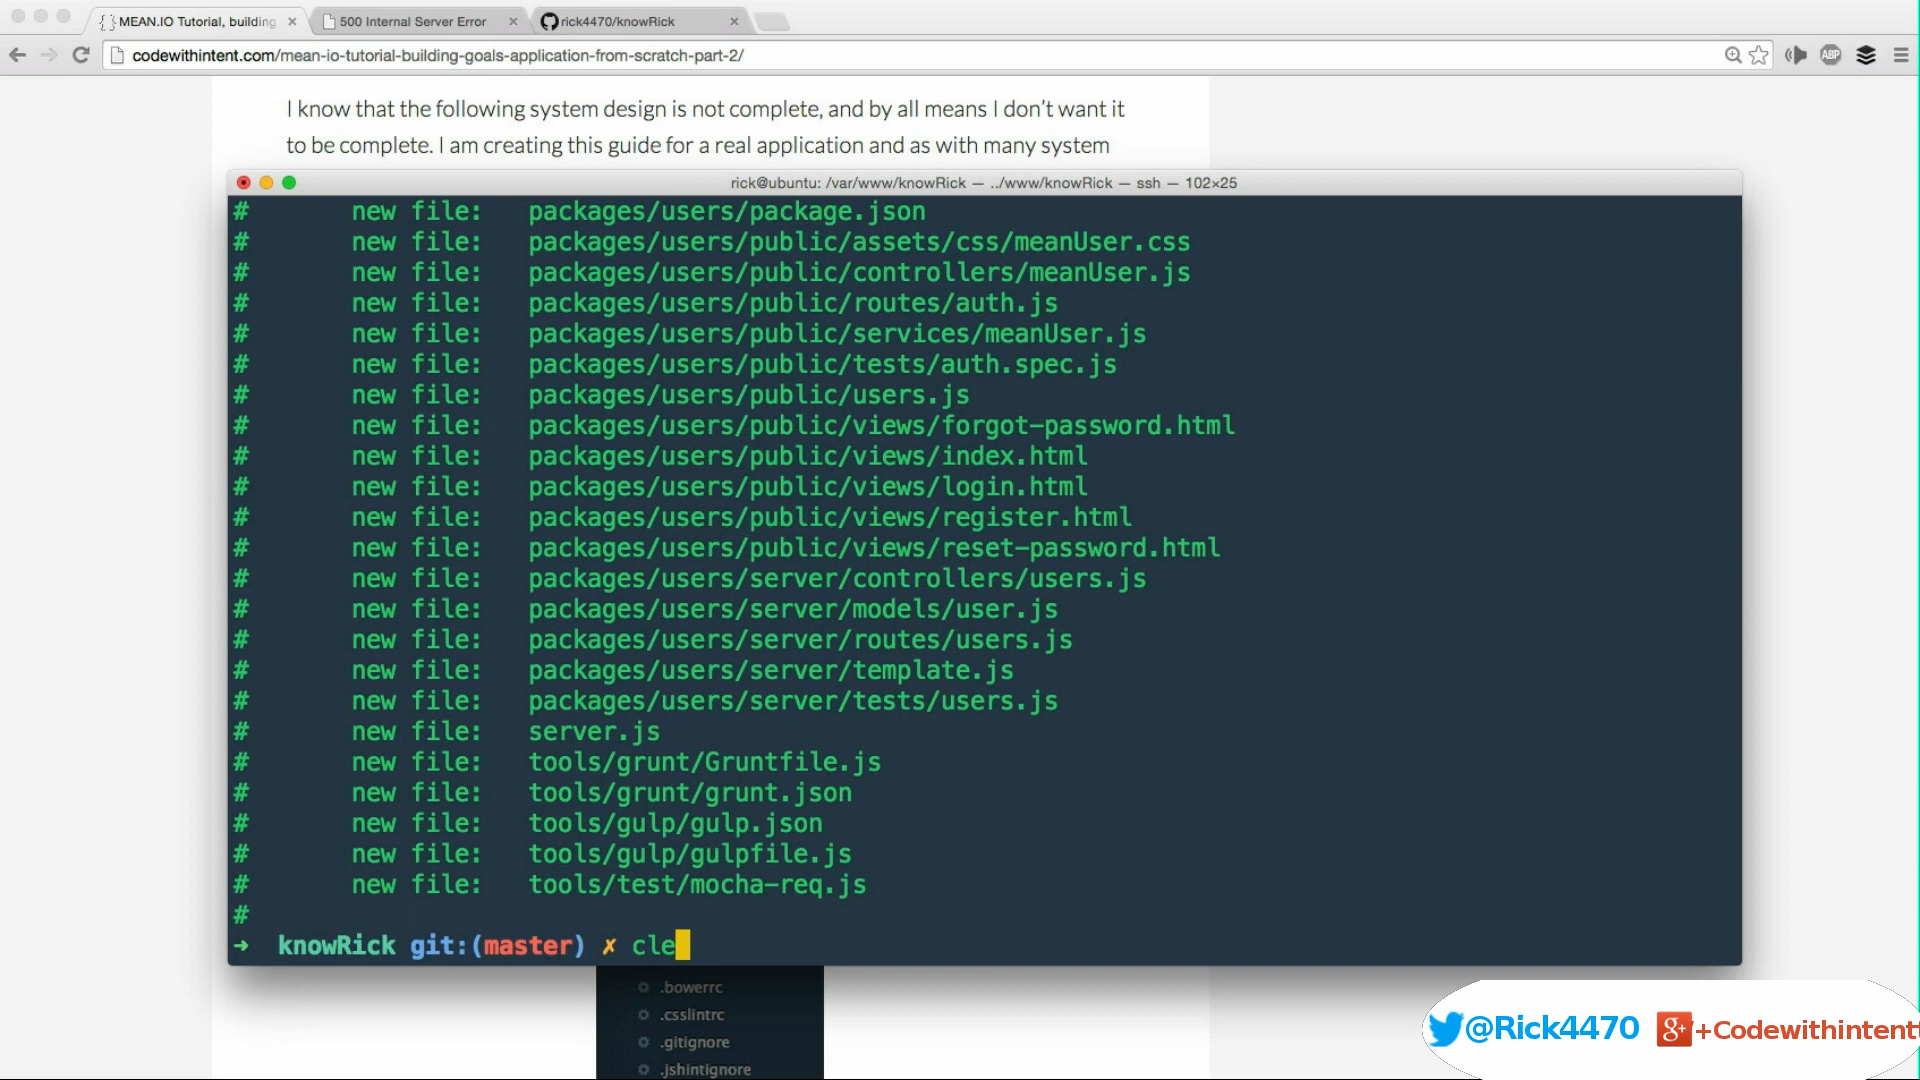 { } MEAN.IO Tutorial, building
500 Internal Server Error
rick4470/knowRick
codewithintent.com/mean-io-tutorial-building-goals-application-from-scratch-part-2/
ABP
I know that the following system design is not complete, and by all means I don't want it
to be complete. I am creating this guide for a real application and as with many system
rick@ubuntu: /var/www/knowRick — ../www/knowRick — ssh — 102×25
# new file: packages/users/package.json
# new file: packages/users/public/assets/css/meanUser.css
# new file: packages/users/public/controllers/meanUser.js
# new file: packages/users/public/routes/auth.js
# new file: packages/users/public/services/meanUser.js
# new file: packages/users/public/tests/auth.spec.js
# new file: packages/users/public/users.js
# new file: packages/users/public/views/forgot-password.html
# new file: packages/users/public/views/index.html
# new file: packages/users/public/views/login.html
# new file: packages/users/public/views/register.html
# new file: packages/users/public/views/reset-password.html
# new file: packages/users/server/controllers/users.js
# new file: packages/users/server/models/user.js
# new file: packages/users/server/routes/users.js
# new file: packages/users/server/template.js
# new file: packages/users/server/tests/users.js
# new file: server.js
# new file: tools/grunt/Gruntfile.js
# new file: tools/grunt/grunt.json
# new file: tools/gulp/gulp.json
# new file: tools/gulp/gulpfile.js
# new file: tools/test/mocha-req.js
#
➜ knowRick git:(master) ✗ cle
.bowerrc
.csslintrc
.gitignore
.jshintignore
@Rick4470 g+ +Codewithintent